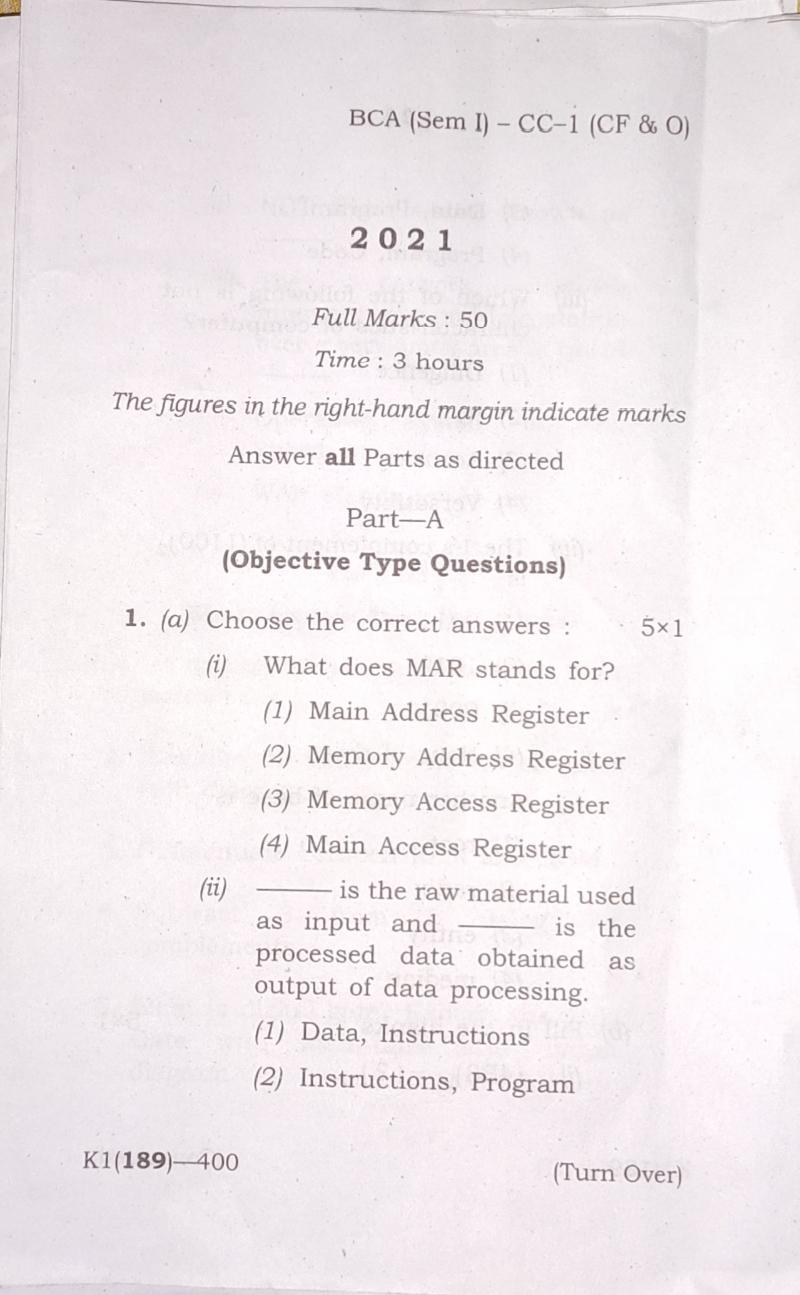 BCA (Sem I) – CC–1 (CF & O)
2 0 2 1
Full Marks : 50
Time : 3 hours
The figures in the right-hand margin indicate marks
Answer all Parts as directed
Part—A
(Objective Type Questions)
1. (a) Choose the correct answers : 5×1
(i) What does MAR stands for?
(1) Main Address Register
(2) Memory Address Register
(3) Memory Access Register
(4) Main Access Register
(ii) ——— is the raw material used
as input and ——— is the
processed data obtained as
output of data processing.
(1) Data, Instructions
(2) Instructions, Program
K1(189)—400 (Turn Over)